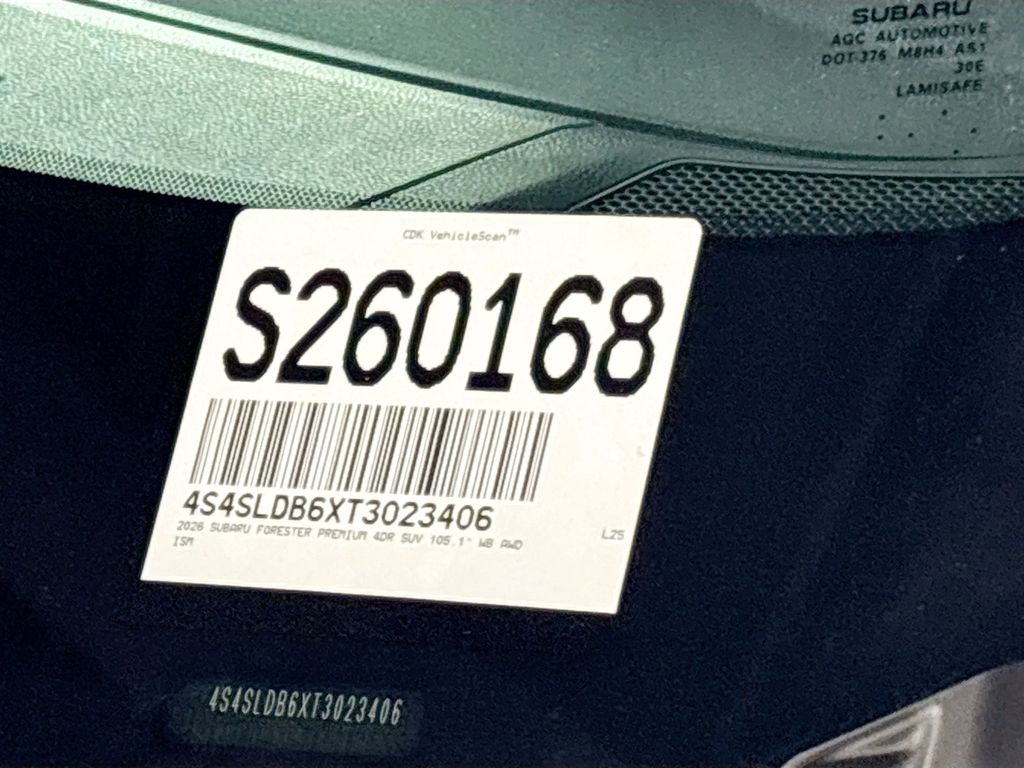 SUBARU
AGC AUTOMOTIVE
DOT-376 M8H4 AS1
30E
LAMISAFE
CDK VehicleScan™
S260168
4S4SLDB6XT3023406
2026 SUBARU FORESTER PREMIUM 4DR SUV 105.1" WB AWD
ISM
L25
4S4SLDB6XT3023406